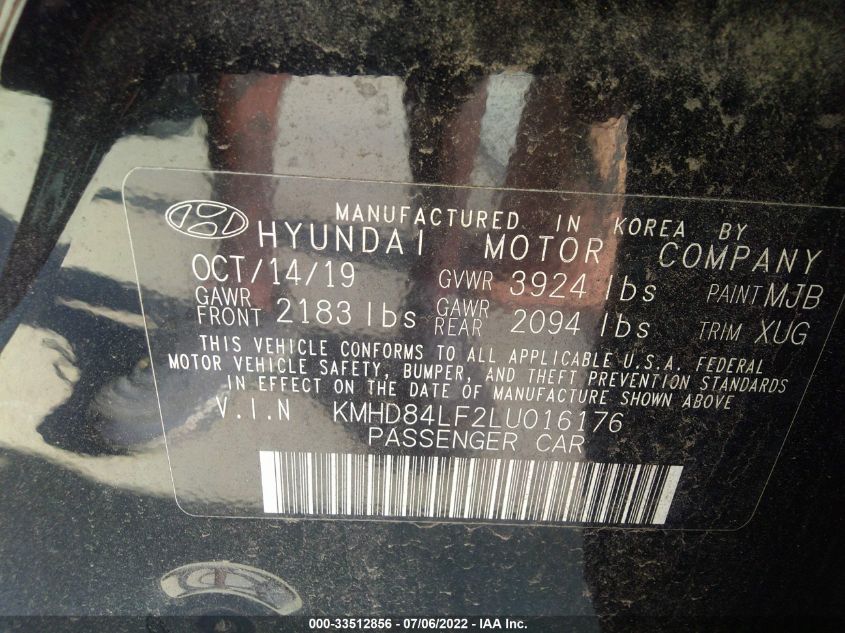 MANUFACTURED IN KOREA BY
HYUNDAI MOTOR COMPANY
OCT/14/19 GVWR 3924 lbs PAINT MJB
GAWR FRONT 2183 lbs GAWR REAR 2094 lbs TRIM XUG
THIS VEHICLE CONFORMS TO ALL APPLICABLE U.S.A. FEDERAL
MOTOR VEHICLE SAFETY, BUMPER, AND THEFT PREVENTION STANDARDS
IN EFFECT ON THE DATE OF MANUFACTURE SHOWN ABOVE
V.I.N KMHD84LF2LU016176
PASSENGER CAR
000-33512856 - 07/06/2022 - IAA Inc.